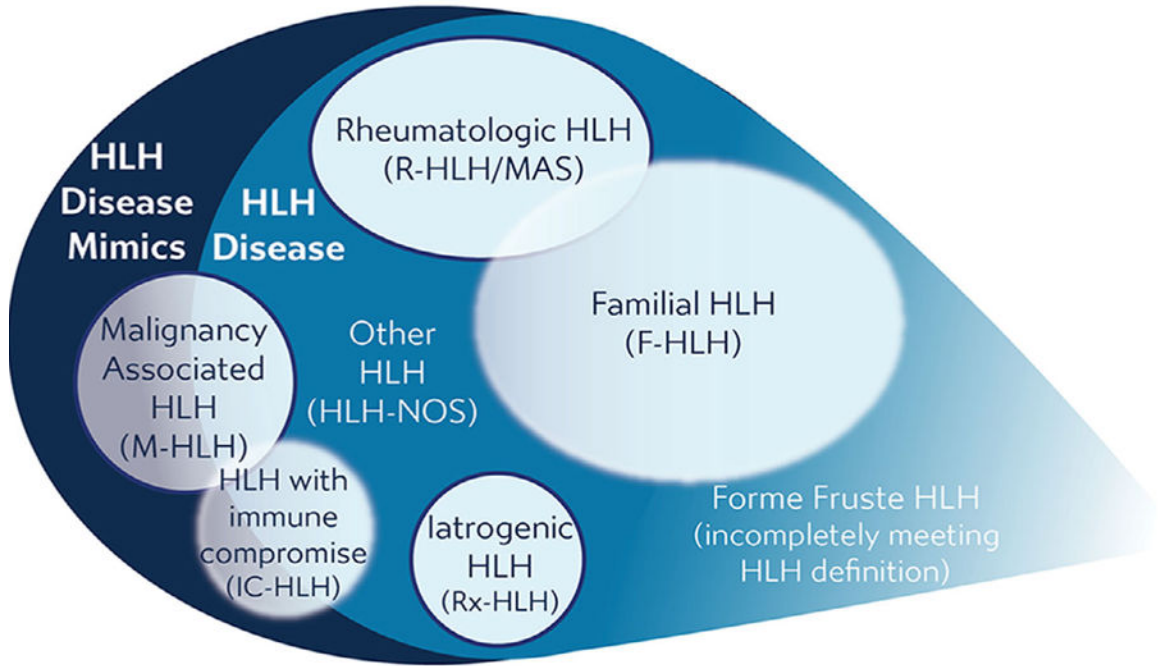 HLH
Disease
Mimics
HLH
Disease
Rheumatologic HLH
(R-HLH/MAS)
Familial HLH
(F-HLH)
Malignancy
Associated
HLH
(M-HLH)
Other
HLH
(HLH-NOS)
HLH with
immune
compromise
(IC-HLH)
Iatrogenic
HLH
(Rx-HLH)
Forme Fruste HLH
(incompletely meeting
HLH definition)